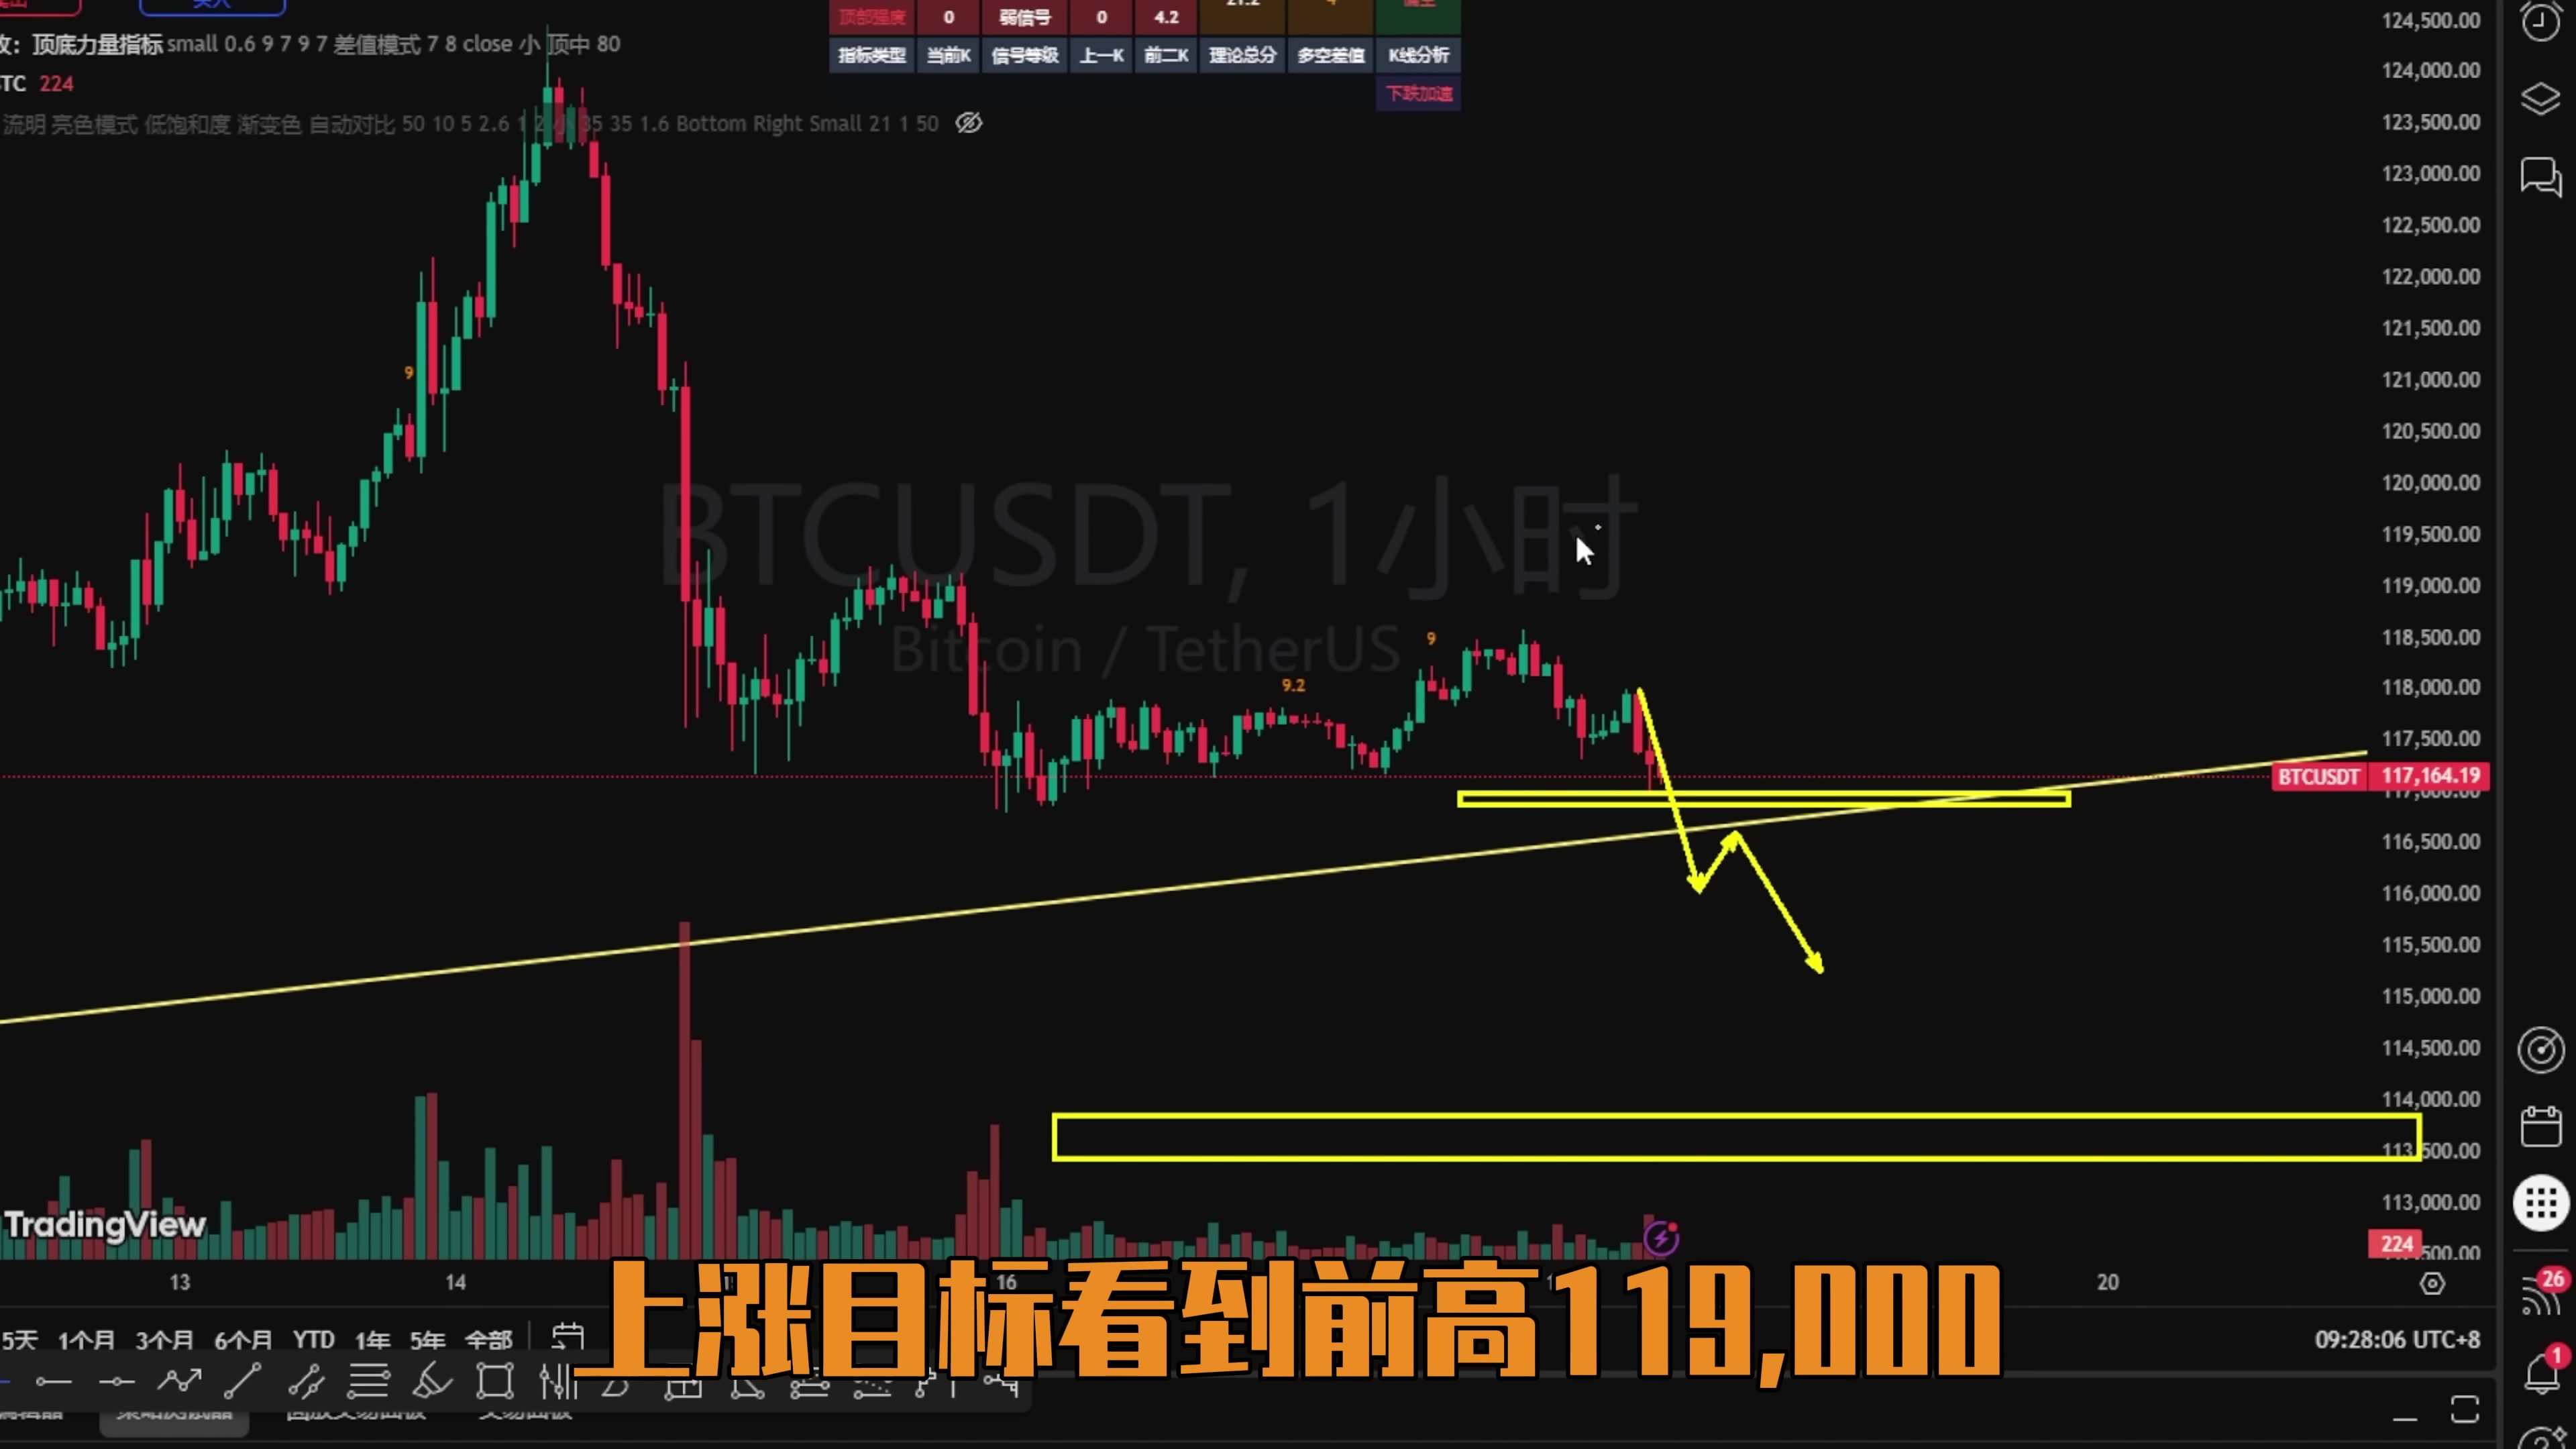 顶部强度 0 弱信号 0 4.2
顶底力量指标 small 0.6 9 7 9 7 差值模式 7 8 close 小 顶中 80
指标类型 当前K 信号等级 上一K 前二K 理论总分 多空差值 K线分析
下跌加速
TC 224
流明 亮色模式 低饱和度 渐变色 自动对比 50 10 5 2.6 1 2 小 35 35 1.6 Bottom Right Small 21 1 50
124,500.00
124,000.00
123,500.00
123,000.00
122,500.00
122,000.00
121,500.00
121,000.00
120,500.00
120,000.00
119,500.00
119,000.00
118,500.00
118,000.00
117,500.00
BTCUSDT 117,164.19
117,000.00
116,500.00
116,000.00
115,500.00
115,000.00
114,500.00
114,000.00
113,500.00
113,000.00
224 500.00
9
BTCUSDT, 1小时
Bitcoin / TetherUS
9
9.2
TradingView
13 14 16 20
上涨目标看到前高119,000
5天 1个月 3个月 6个月 YTD 1年 5年 全部
09:28:06 UTC+8
26
1